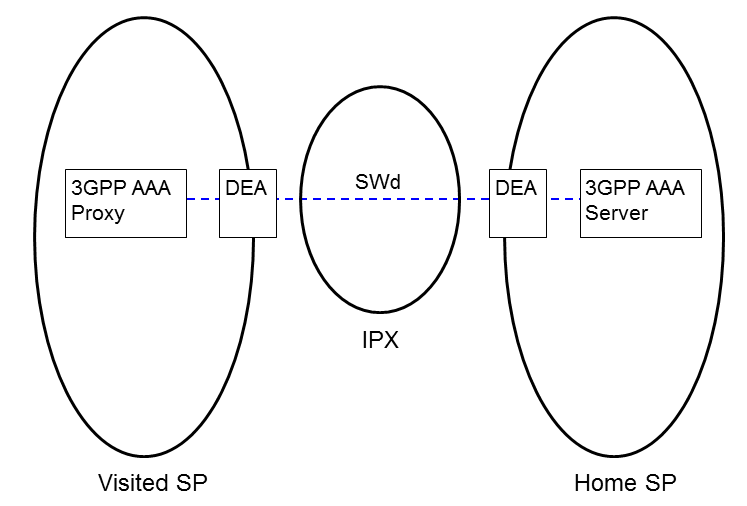 3GPP AAA
Proxy
DEA
SWd
DEA
3GPP AAA
Server
IPX
Visited SP
Home SP